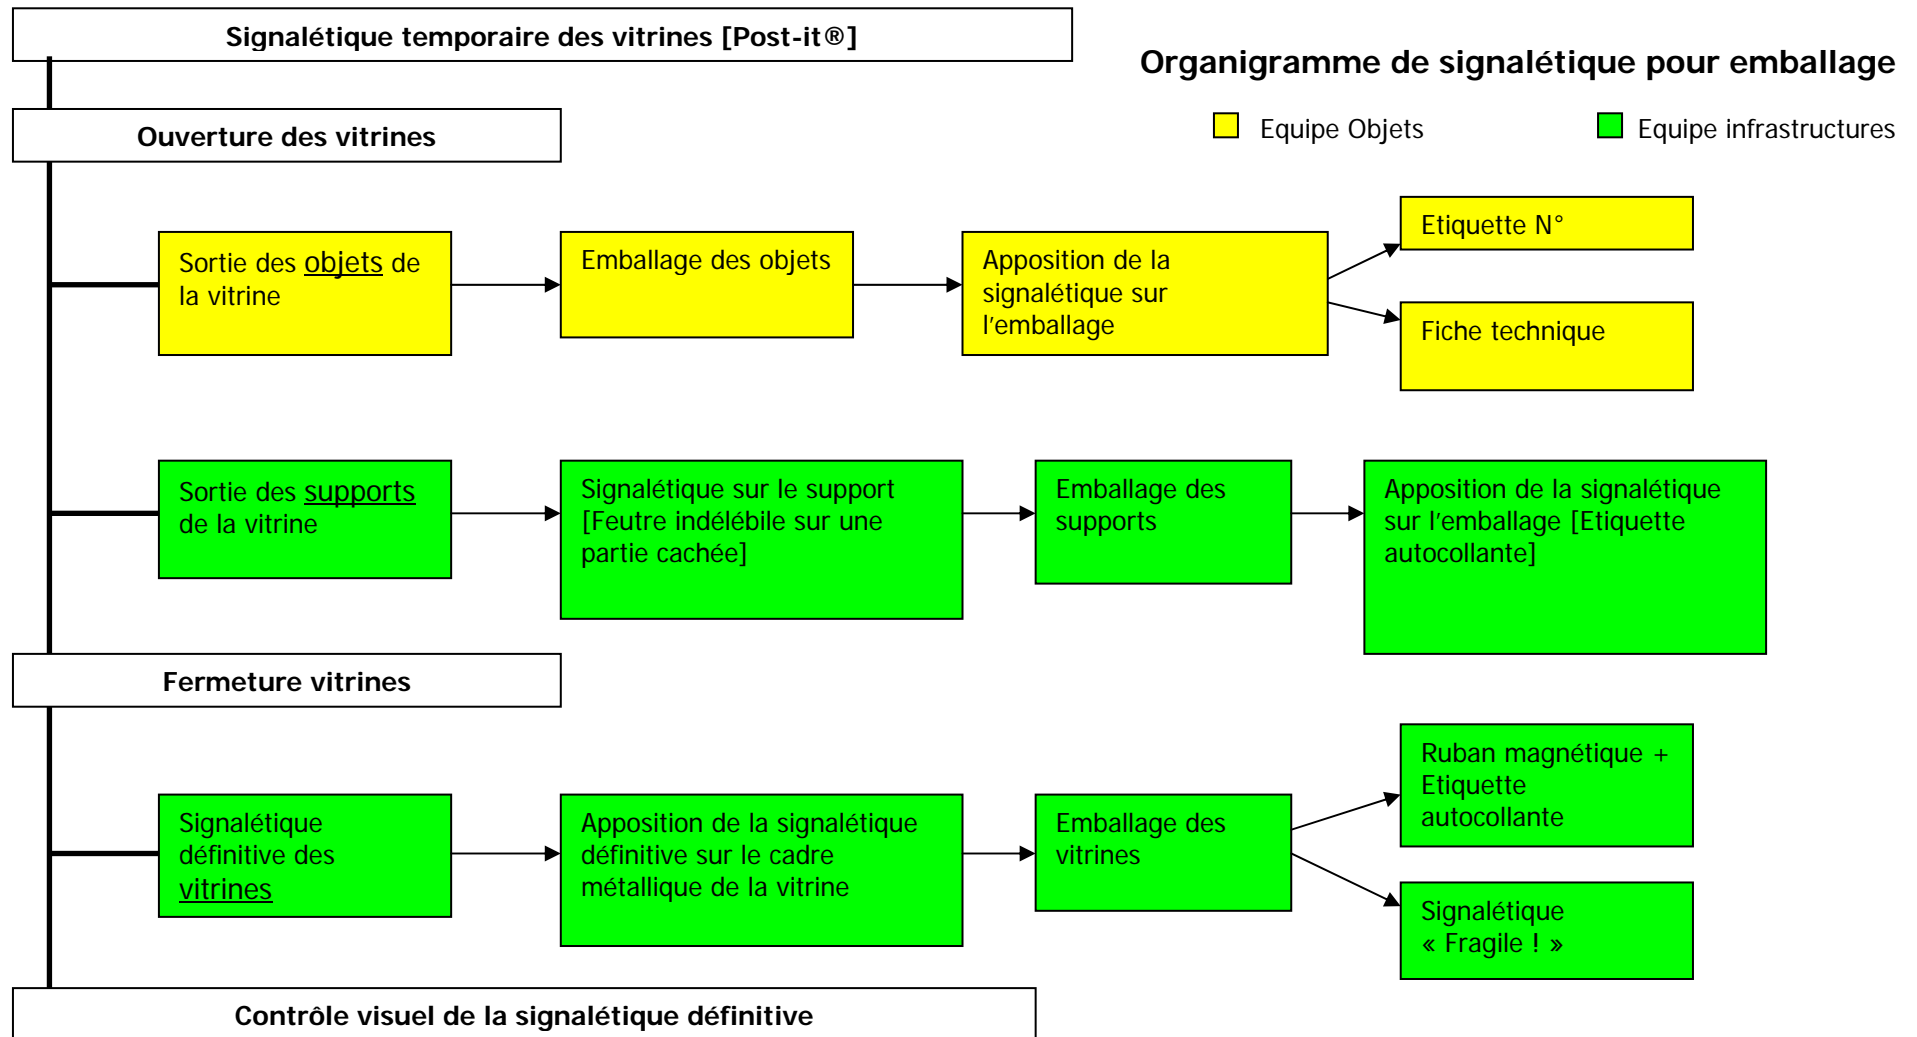 Signalétique temporaire des vitrines [Post-it®]
Organigramme de signalétique pour emballage
Equipe Objets
Equipe infrastructures
Ouverture des vitrines
Sortie des objets de
la vitrine
Emballage des objets
Apposition de la
signalétique sur
l'emballage
Etiquette N°
Fiche technique
Sortie des supports
de la vitrine
Signalétique sur le support
[Feutre indélébile sur une
partie cachée]
Emballage des
supports
Apposition de la signalétique
sur l'emballage [Etiquette
autocollante]
Fermeture vitrines
Signalétique
définitive des
vitrines
Apposition de la signalétique
définitive sur le cadre
métallique de la vitrine
Emballage des
vitrines
Ruban magnétique +
Etiquette
autocollante
Signalétique
« Fragile ! »
Contrôle visuel de la signalétique définitive